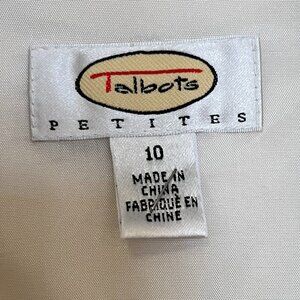 Talbots
PETITES
10
MADE IN
CHINA
FABRIQUÉ EN
CHINE